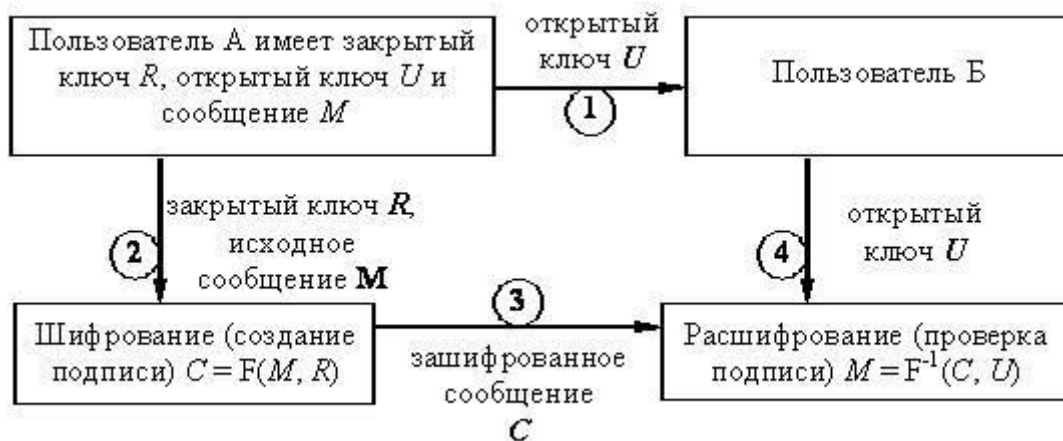 Пользователь А имеет закрытый
ключ R, открытый ключ U и
сообщение M
открытый
ключ U
1
Пользователь Б
закрытый ключ R,
исходное
сообщение M
2
открытый
ключ U
4
Шифрование (создание
подписи) C = F(M, R)
3
зашифрованное
сообщение
C
Расшифрование (проверка
подписи) M = F⁻¹(C, U)